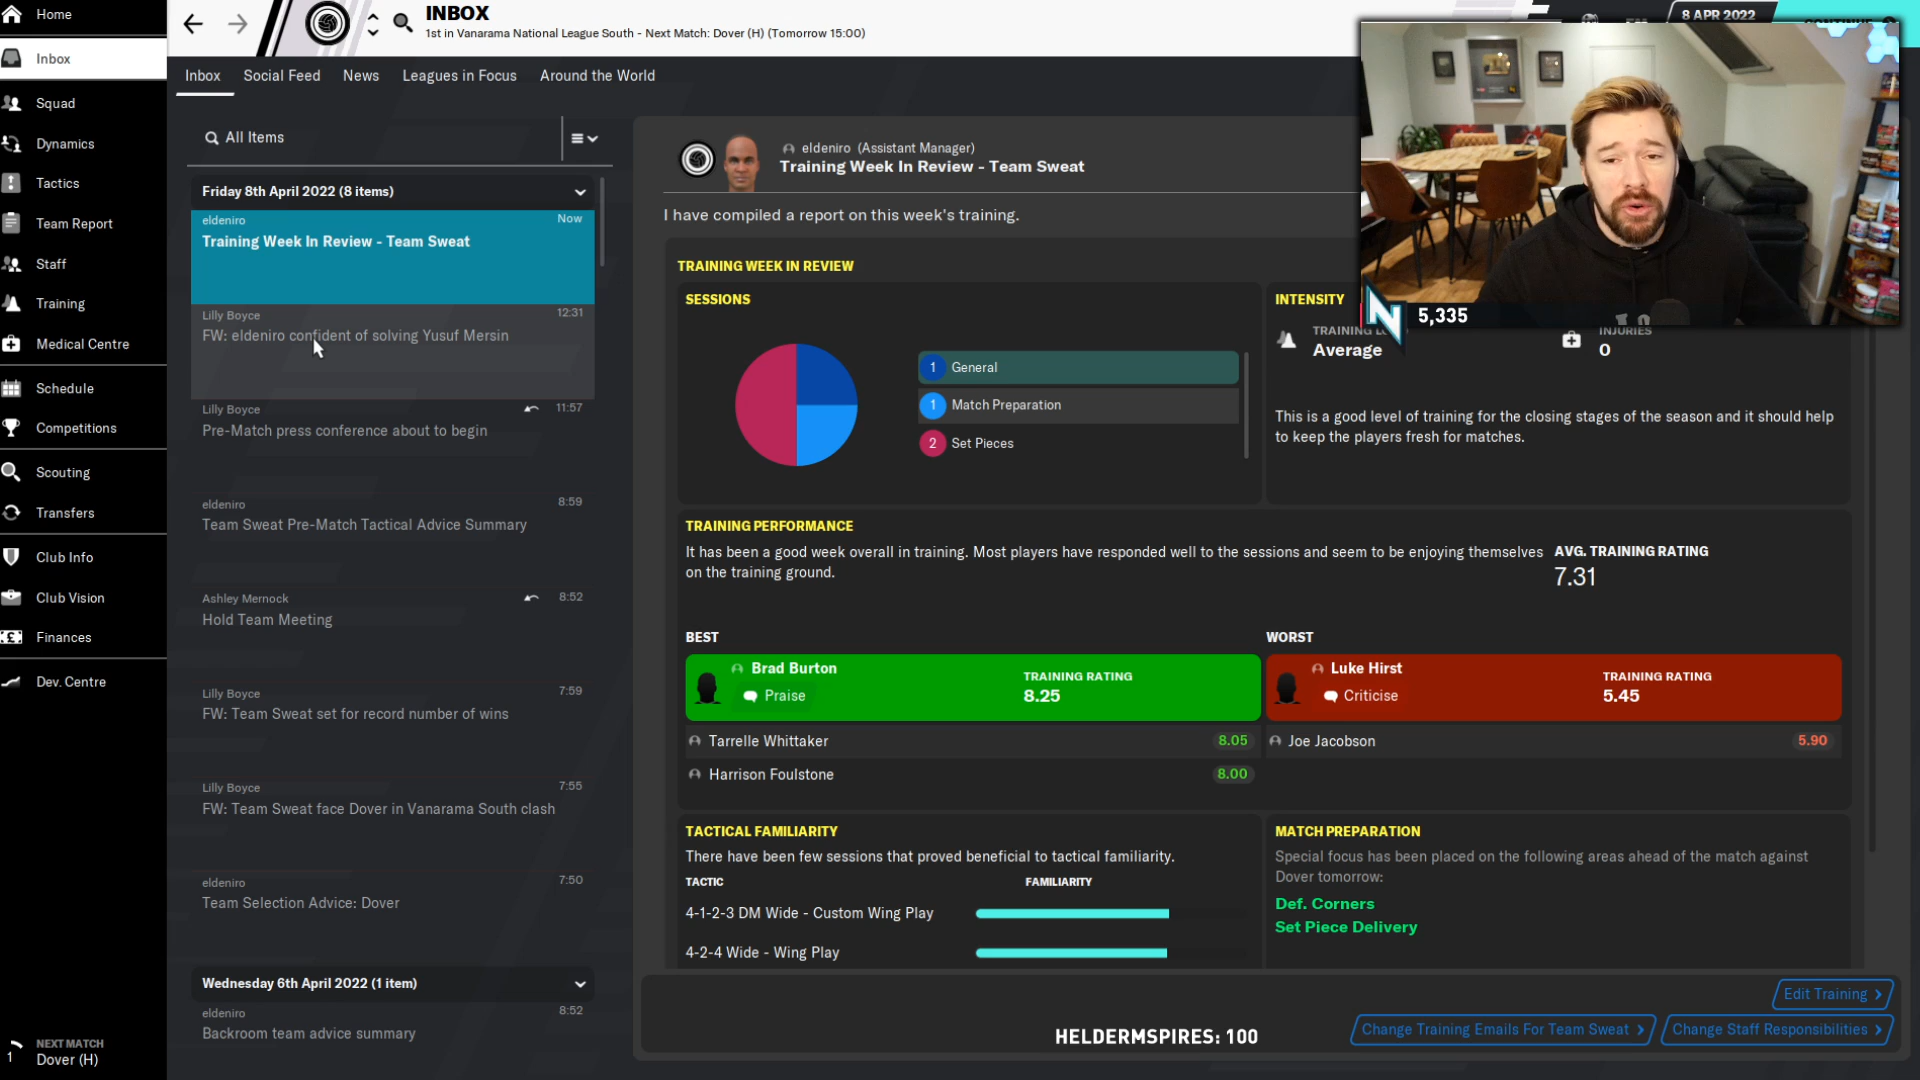 Home
Inbox
Squad
Dynamics
Tactics
Team Report
Staff
Training
Medical Centre
Schedule
Competitions
Scouting
Transfers
Club Info
Club Vision
Finances
Dev. Centre
1
NEXT MATCH
Dover (H)
INBOX
1st in Vanarama National League South - Next Match: Dover (H) (Tomorrow 15:00)
8 APR 2022
Inbox Social Feed News Leagues in Focus Around the World
All Items
Friday 8th April 2022 (8 items)
eldeniro Now
Training Week In Review - Team Sweat
Lilly Boyce 12:31
FW: eldeniro confident of solving Yusuf Mersin
Lilly Boyce 11:57
Pre-Match press conference about to begin
eldeniro 8:59
Team Sweat Pre-Match Tactical Advice Summary
Ashley Mernock 8:52
Hold Team Meeting
Lilly Boyce 7:59
FW: Team Sweat set for record number of wins
Lilly Boyce 7:55
FW: Team Sweat face Dover in Vanarama South clash
eldeniro 7:50
Team Selection Advice: Dover
Wednesday 6th April 2022 (1 item)
eldeniro 8:52
Backroom team advice summary
eldeniro (Assistant Manager)
Training Week In Review - Team Sweat
I have compiled a report on this week's training.
TRAINING WEEK IN REVIEW
SESSIONS
1 General
1 Match Preparation
2 Set Pieces
INTENSITY
N 5,335
TRAINING
Average
INJURIES
0
This is a good level of training for the closing stages of the season and it should help
to keep the players fresh for matches.
TRAINING PERFORMANCE
It has been a good week overall in training. Most players have responded well to the sessions and seem to be enjoying themselves
on the training ground.
AVG. TRAINING RATING
7.31
BEST
Brad Burton
Praise
TRAINING RATING
8.25
Tarrelle Whittaker 8.05
Harrison Foulstone 8.00
WORST
Luke Hirst
Criticise
TRAINING RATING
5.45
Joe Jacobson 5.90
TACTICAL FAMILIARITY
There have been few sessions that proved beneficial to tactical familiarity.
TACTIC FAMILIARITY
4-1-2-3 DM Wide - Custom Wing Play
4-2-4 Wide - Wing Play
MATCH PREPARATION
Special focus has been placed on the following areas ahead of the match against
Dover tomorrow:
Def. Corners
Set Piece Delivery
Edit Training
HELDERMSPIRES: 100
Change Training Emails For Team Sweat
Change Staff Responsibilities